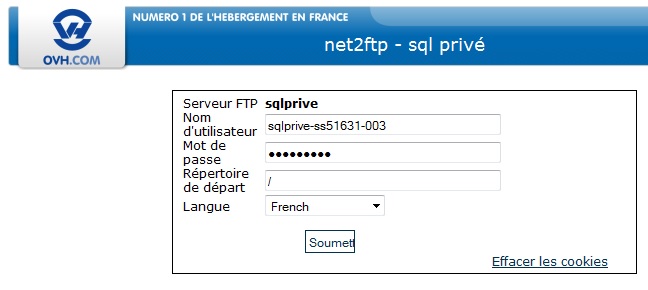 NUMERO 1 DE L'HEBERGEMENT EN FRANCE
OVH.COM
net2ftp - sql privé
Serveur FTP sqlprive
Nom
d'utilisateur sqlprive-ss51631-003
Mot de
passe ●●●●●●●●●
Répertoire
de départ /
Langue French
Soumett
Effacer les cookies